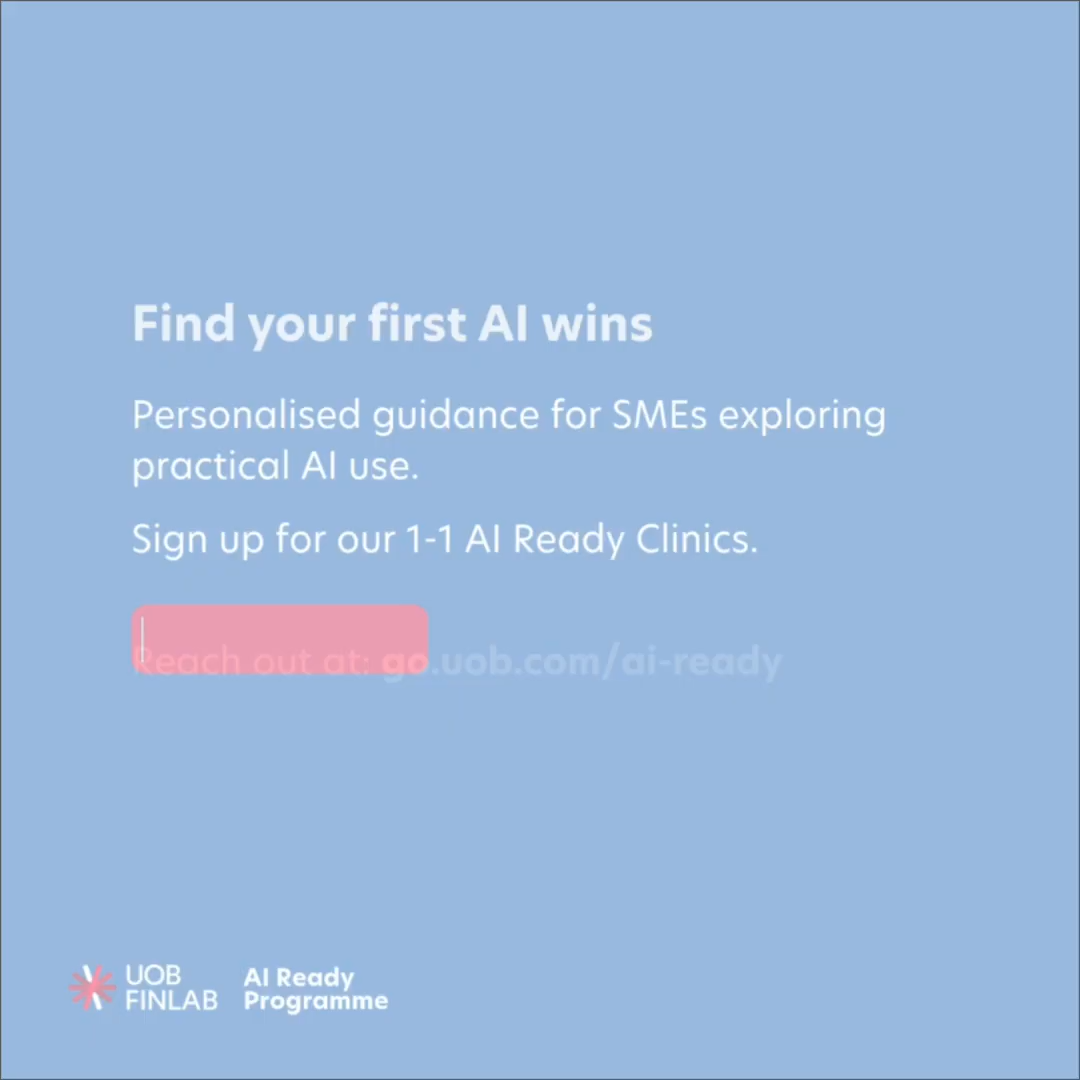 Find your first AI wins
Personalised guidance for SMEs exploring
practical AI use.
Sign up for our 1-1 AI Ready Clinics.
Reach out at: go.uob.com/ai-ready
UOB
FINLAB
AI Ready
Programme